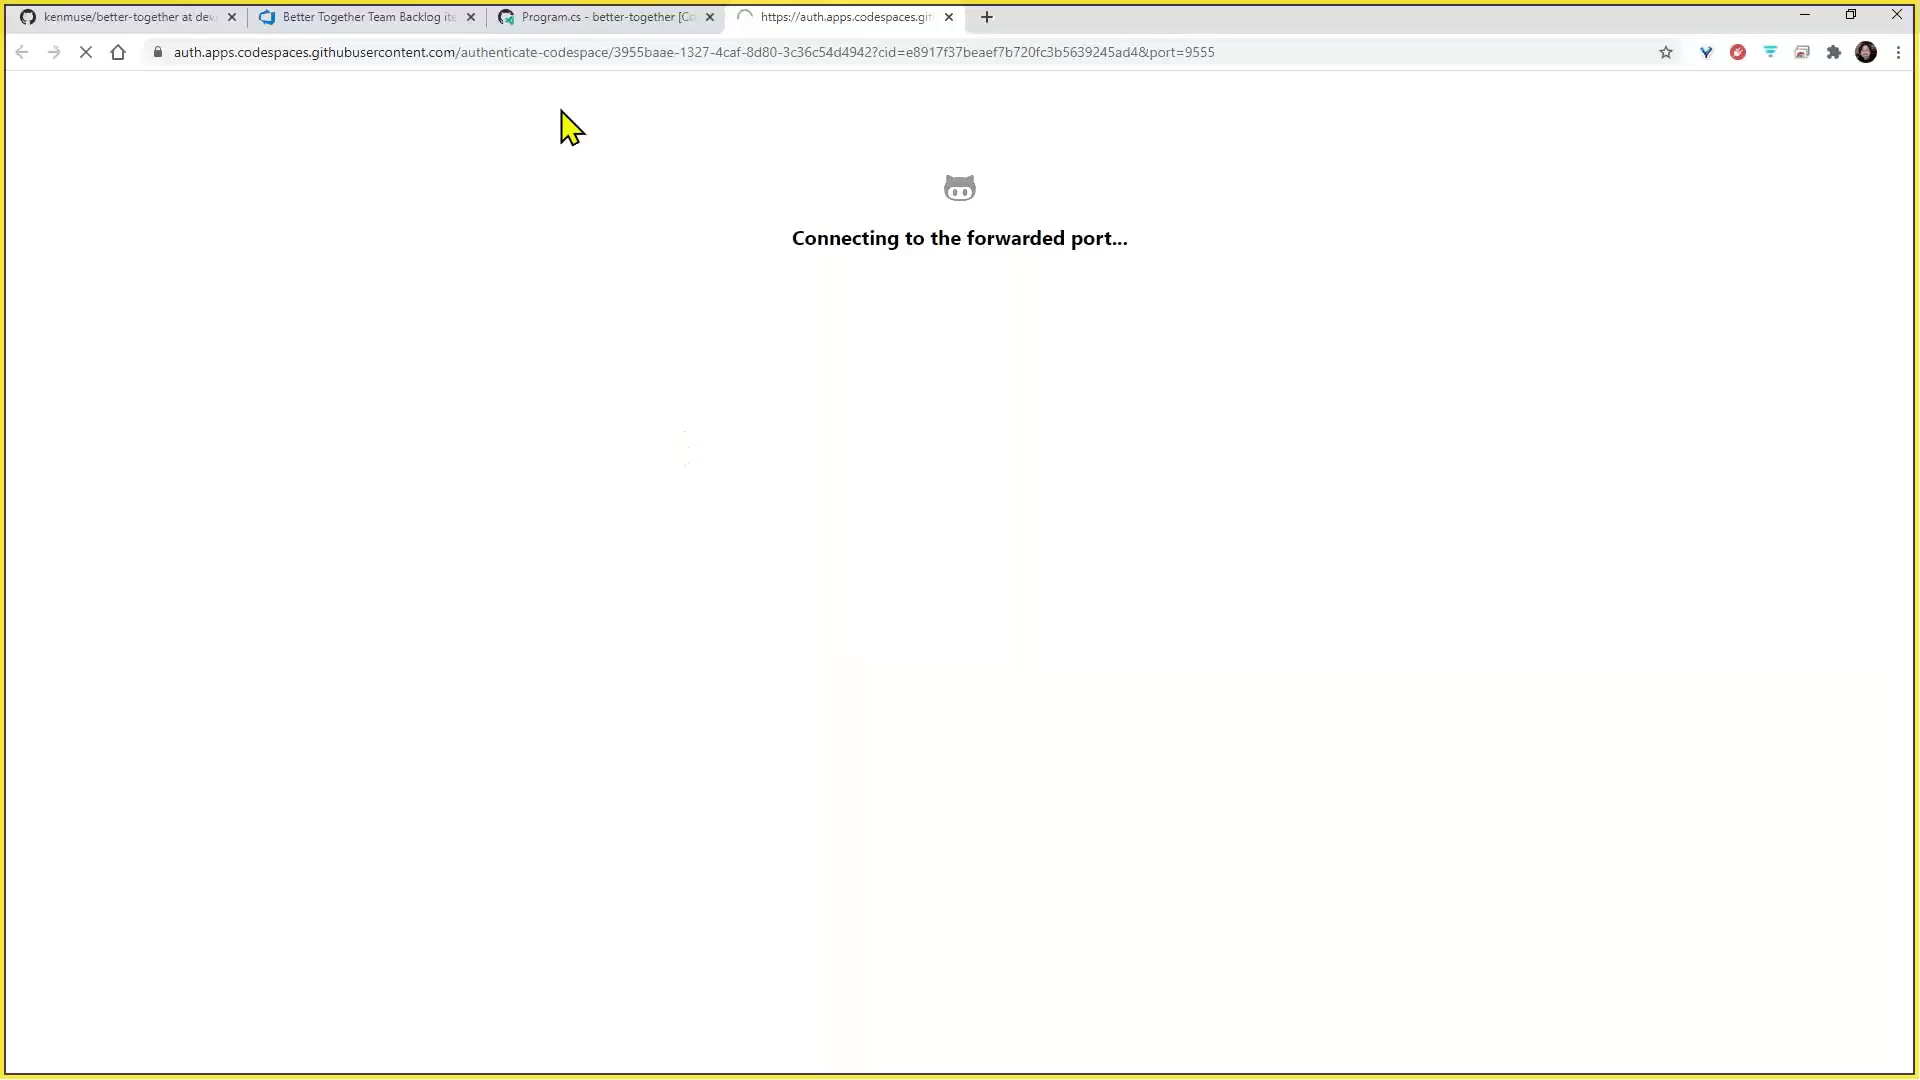 kenmuse/better-together at dev
Better Together Team Backlog ite
Program.cs - better-together [Co
https://auth.apps.codespaces.git
auth.apps.codespaces.githubusercontent.com/authenticate-codespace/3955baae-1327-4caf-8d80-3c36c54d4942?cid=e8917f37beaef7b720fc3b5639245ad4&port=9555
Connecting to the forwarded port...